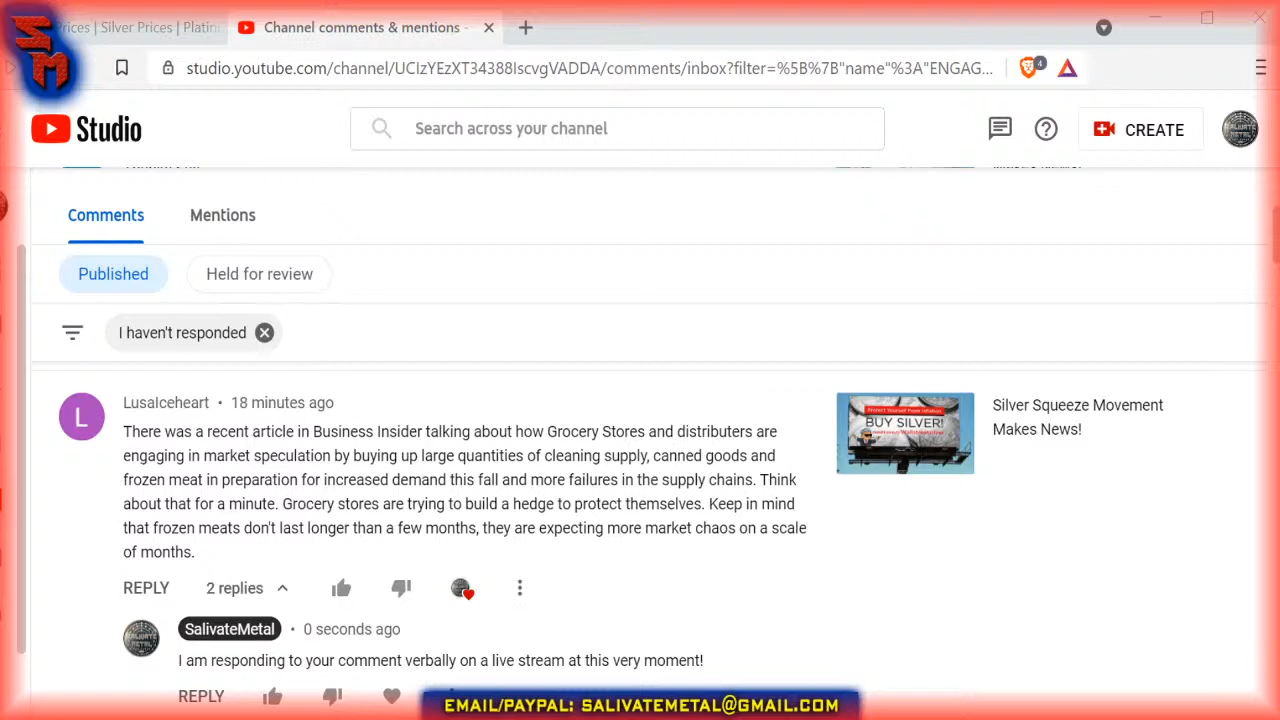 SM
Prices | Silver Prices | Platin
Channel comments & mentions -
studio.youtube.com/channel/UCIzYEzXT34388IscvgVADDA/comments/inbox?filter=%5B%7B"name"%3A"ENGAG...
4
Studio
Search across your channel
CREATE
Comments
Mentions
Published
Held for review
I haven't responded
L
LusaIceheart • 18 minutes ago
There was a recent article in Business Insider talking about how Grocery Stores and distributers are
engaging in market speculation by buying up large quantities of cleaning supply, canned goods and
frozen meat in preparation for increased demand this fall and more failures in the supply chains. Think
about that for a minute. Grocery stores are trying to build a hedge to protect themselves. Keep in mind
that frozen meats don't last longer than a few months, they are expecting more market chaos on a scale
of months.
Protect Yourself From Inflation
BUY SILVER!
Silver Squeeze Movement
Makes News!
REPLY
2 replies
SalivateMetal • 0 seconds ago
I am responding to your comment verbally on a live stream at this very moment!
REPLY
EMAIL/PAYPAL: SALIVATEMETAL@GMAIL.COM